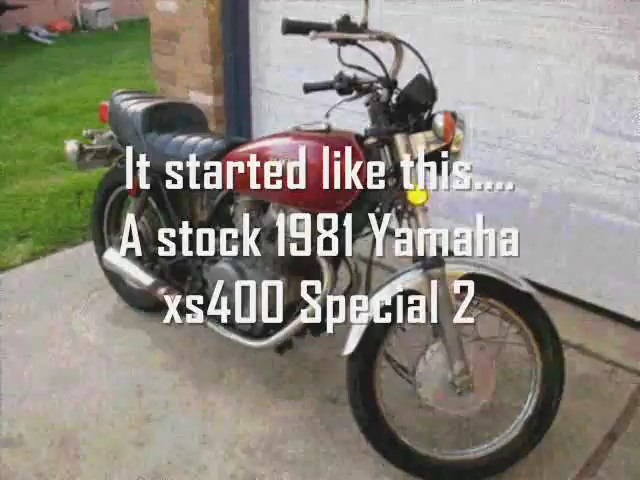 It started like this....
A stock 1981 Yamaha
xs400 Special 2